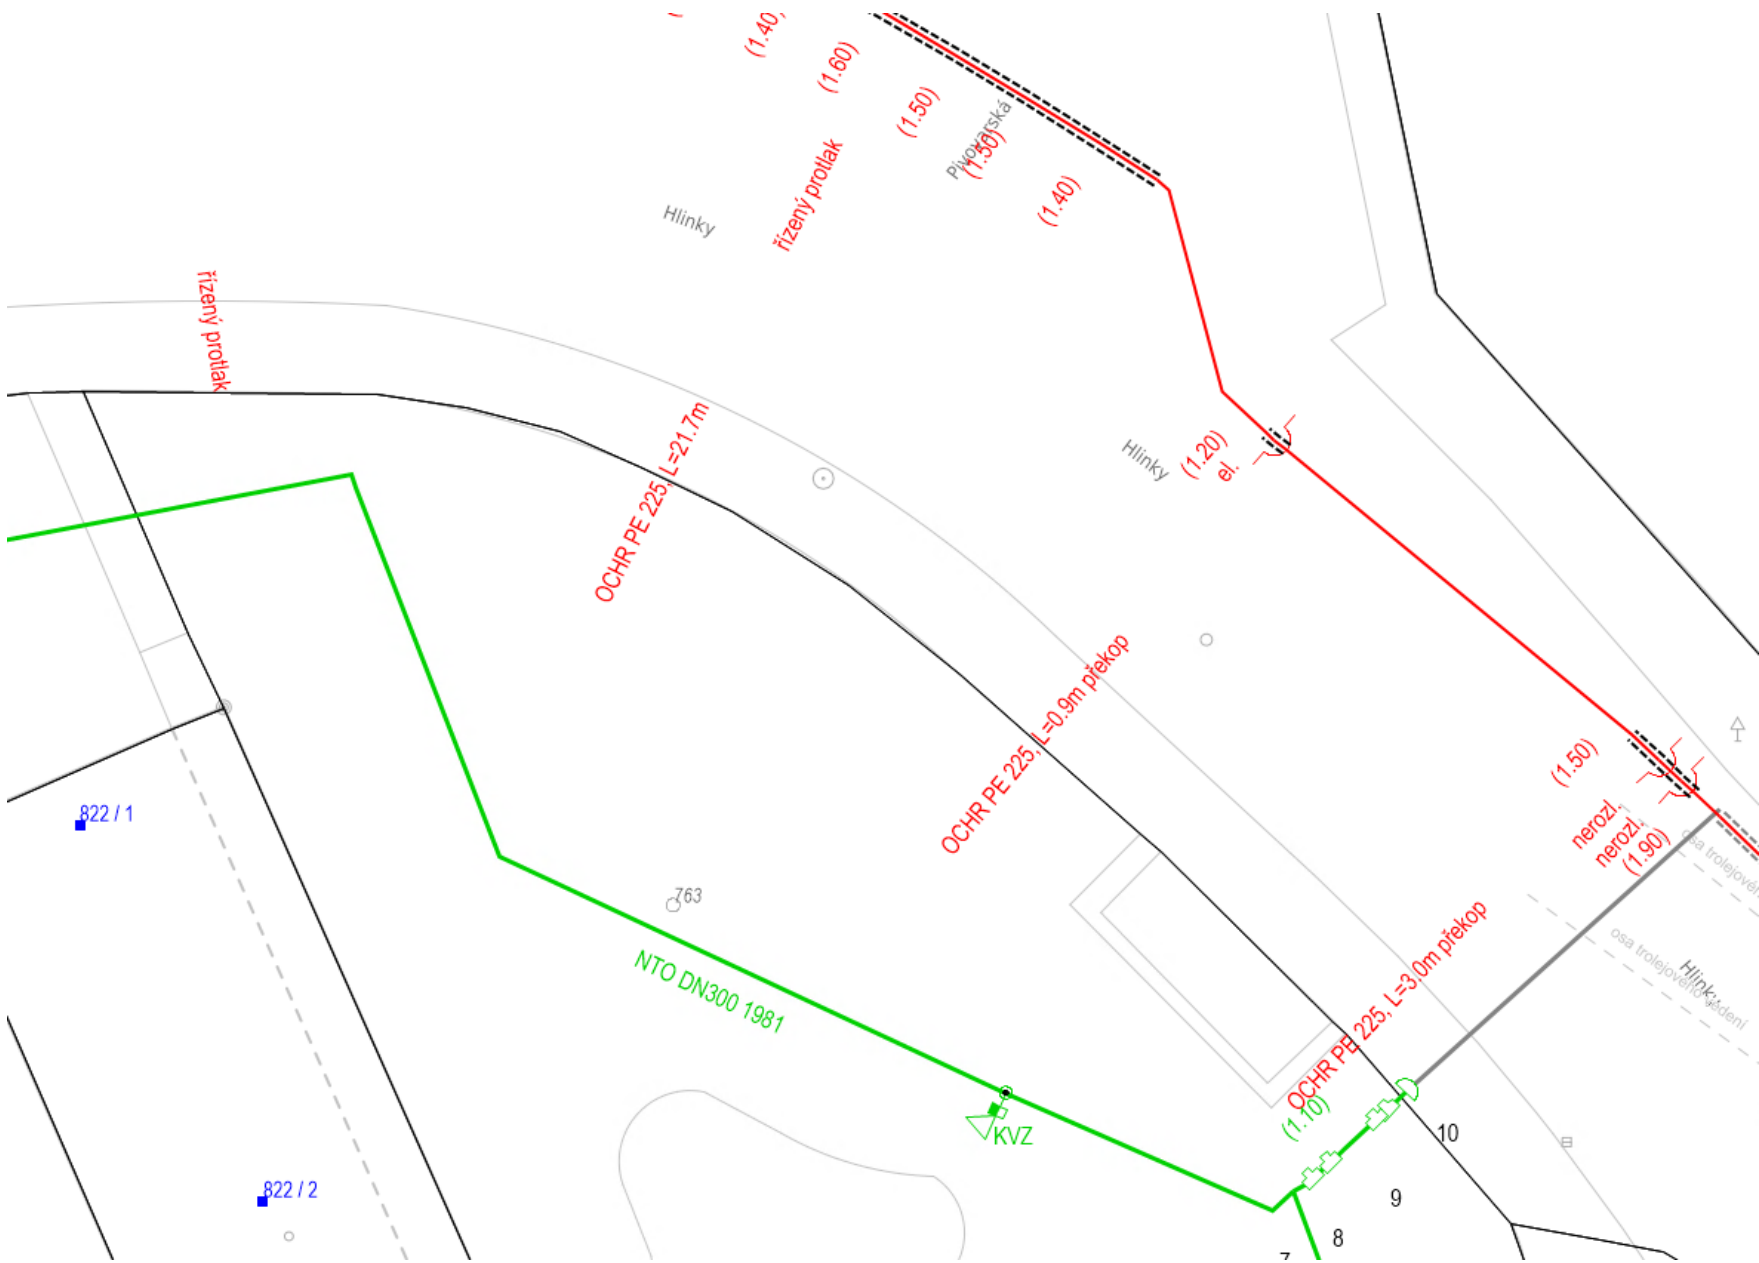 (1.40)
(1.60)
(1.50)
Pivovarská
(1.50)
(1.40)
řízený protlak
Hlinky
řízený protlak
OCHR PE 225, L=21.7m
Hlinky
(1.20)
el.
OCHR PE 225, L=0.9m překop
(1.50)
nerozl.
nerozl.
(1.90)
osa trolejového
822 / 1
763
NTO DN300 1981
OCHR PE 225, L=3.0m překop
osa trolejového vedení
Hlinky
(1.10)
KVZ
10
822 / 2
9
8
7